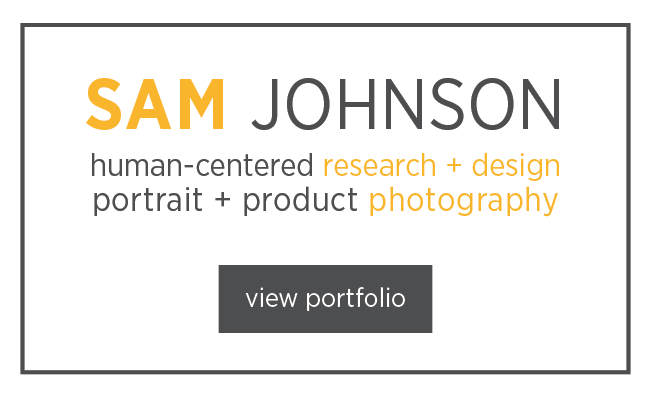 SAM JOHNSON
human-centered research + design
portrait + product photography
view portfolio